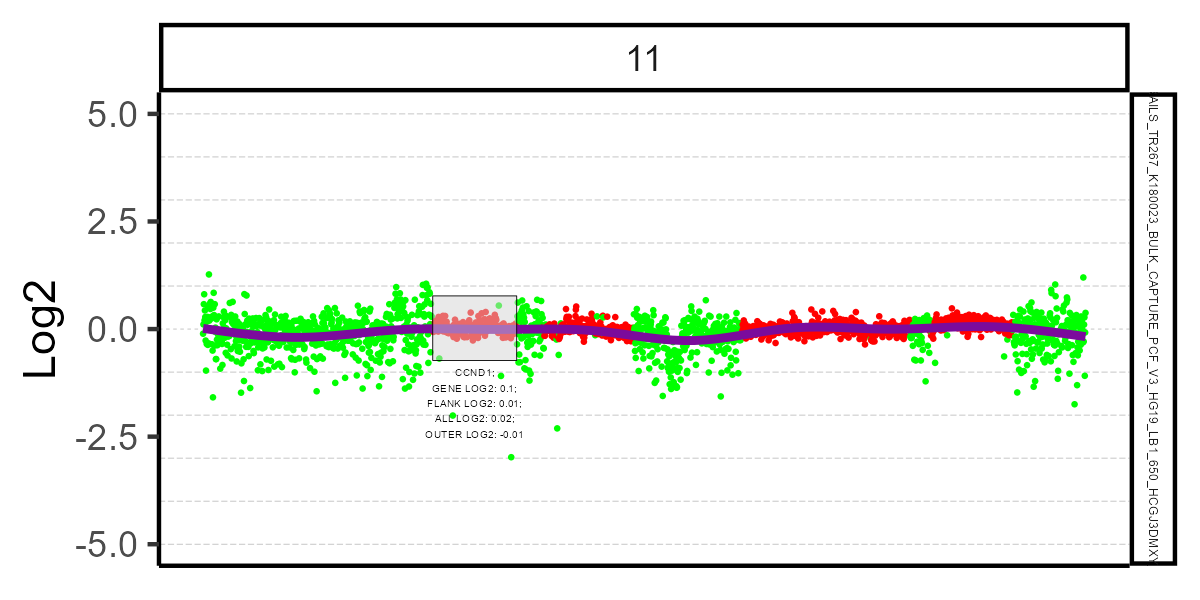 11
Log2
5.0
2.5
0.0
-2.5
-5.0
CCND1;
GENE LOG2: 0.1;
FLANK LOG2: 0.01;
ALL LOG2: 0.02;
OUTER LOG2: -0.01
AILS_TR267_K180023_BULK_CAPTURE_PCF_V3_HG19_LB1_650_HCGJ3DMXY